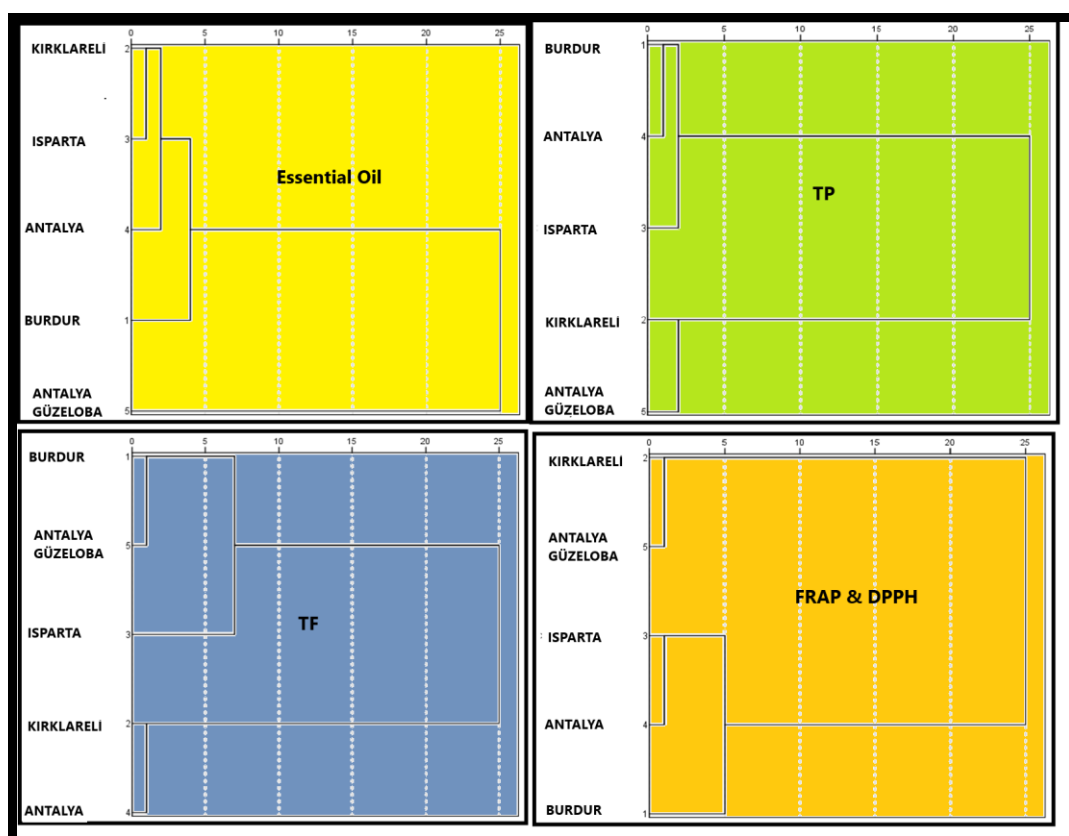 0 5 10 15 20 25
KIRKLARELİ 2
ISPARTA 3
Essential Oil
ANTALYA 4
BURDUR 1
ANTALYA
GÜZELOBA 5
0 5 10 15 20 25
BURDUR 1
ANTALYA 4
TP
ISPARTA 3
KIRKLARELİ 2
ANTALYA
GÜZELOBA 5
0 5 10 15 20 25
BURDUR 1
ANTALYA
GÜZELOBA 5
ISPARTA 3
TF
KIRKLARELİ 2
ANTALYA 4
0 5 10 15 20 25
KIRKLARELİ 2
ANTALYA
GÜZELOBA 5
FRAP & DPPH
ISPARTA 3
ANTALYA 4
BURDUR 1